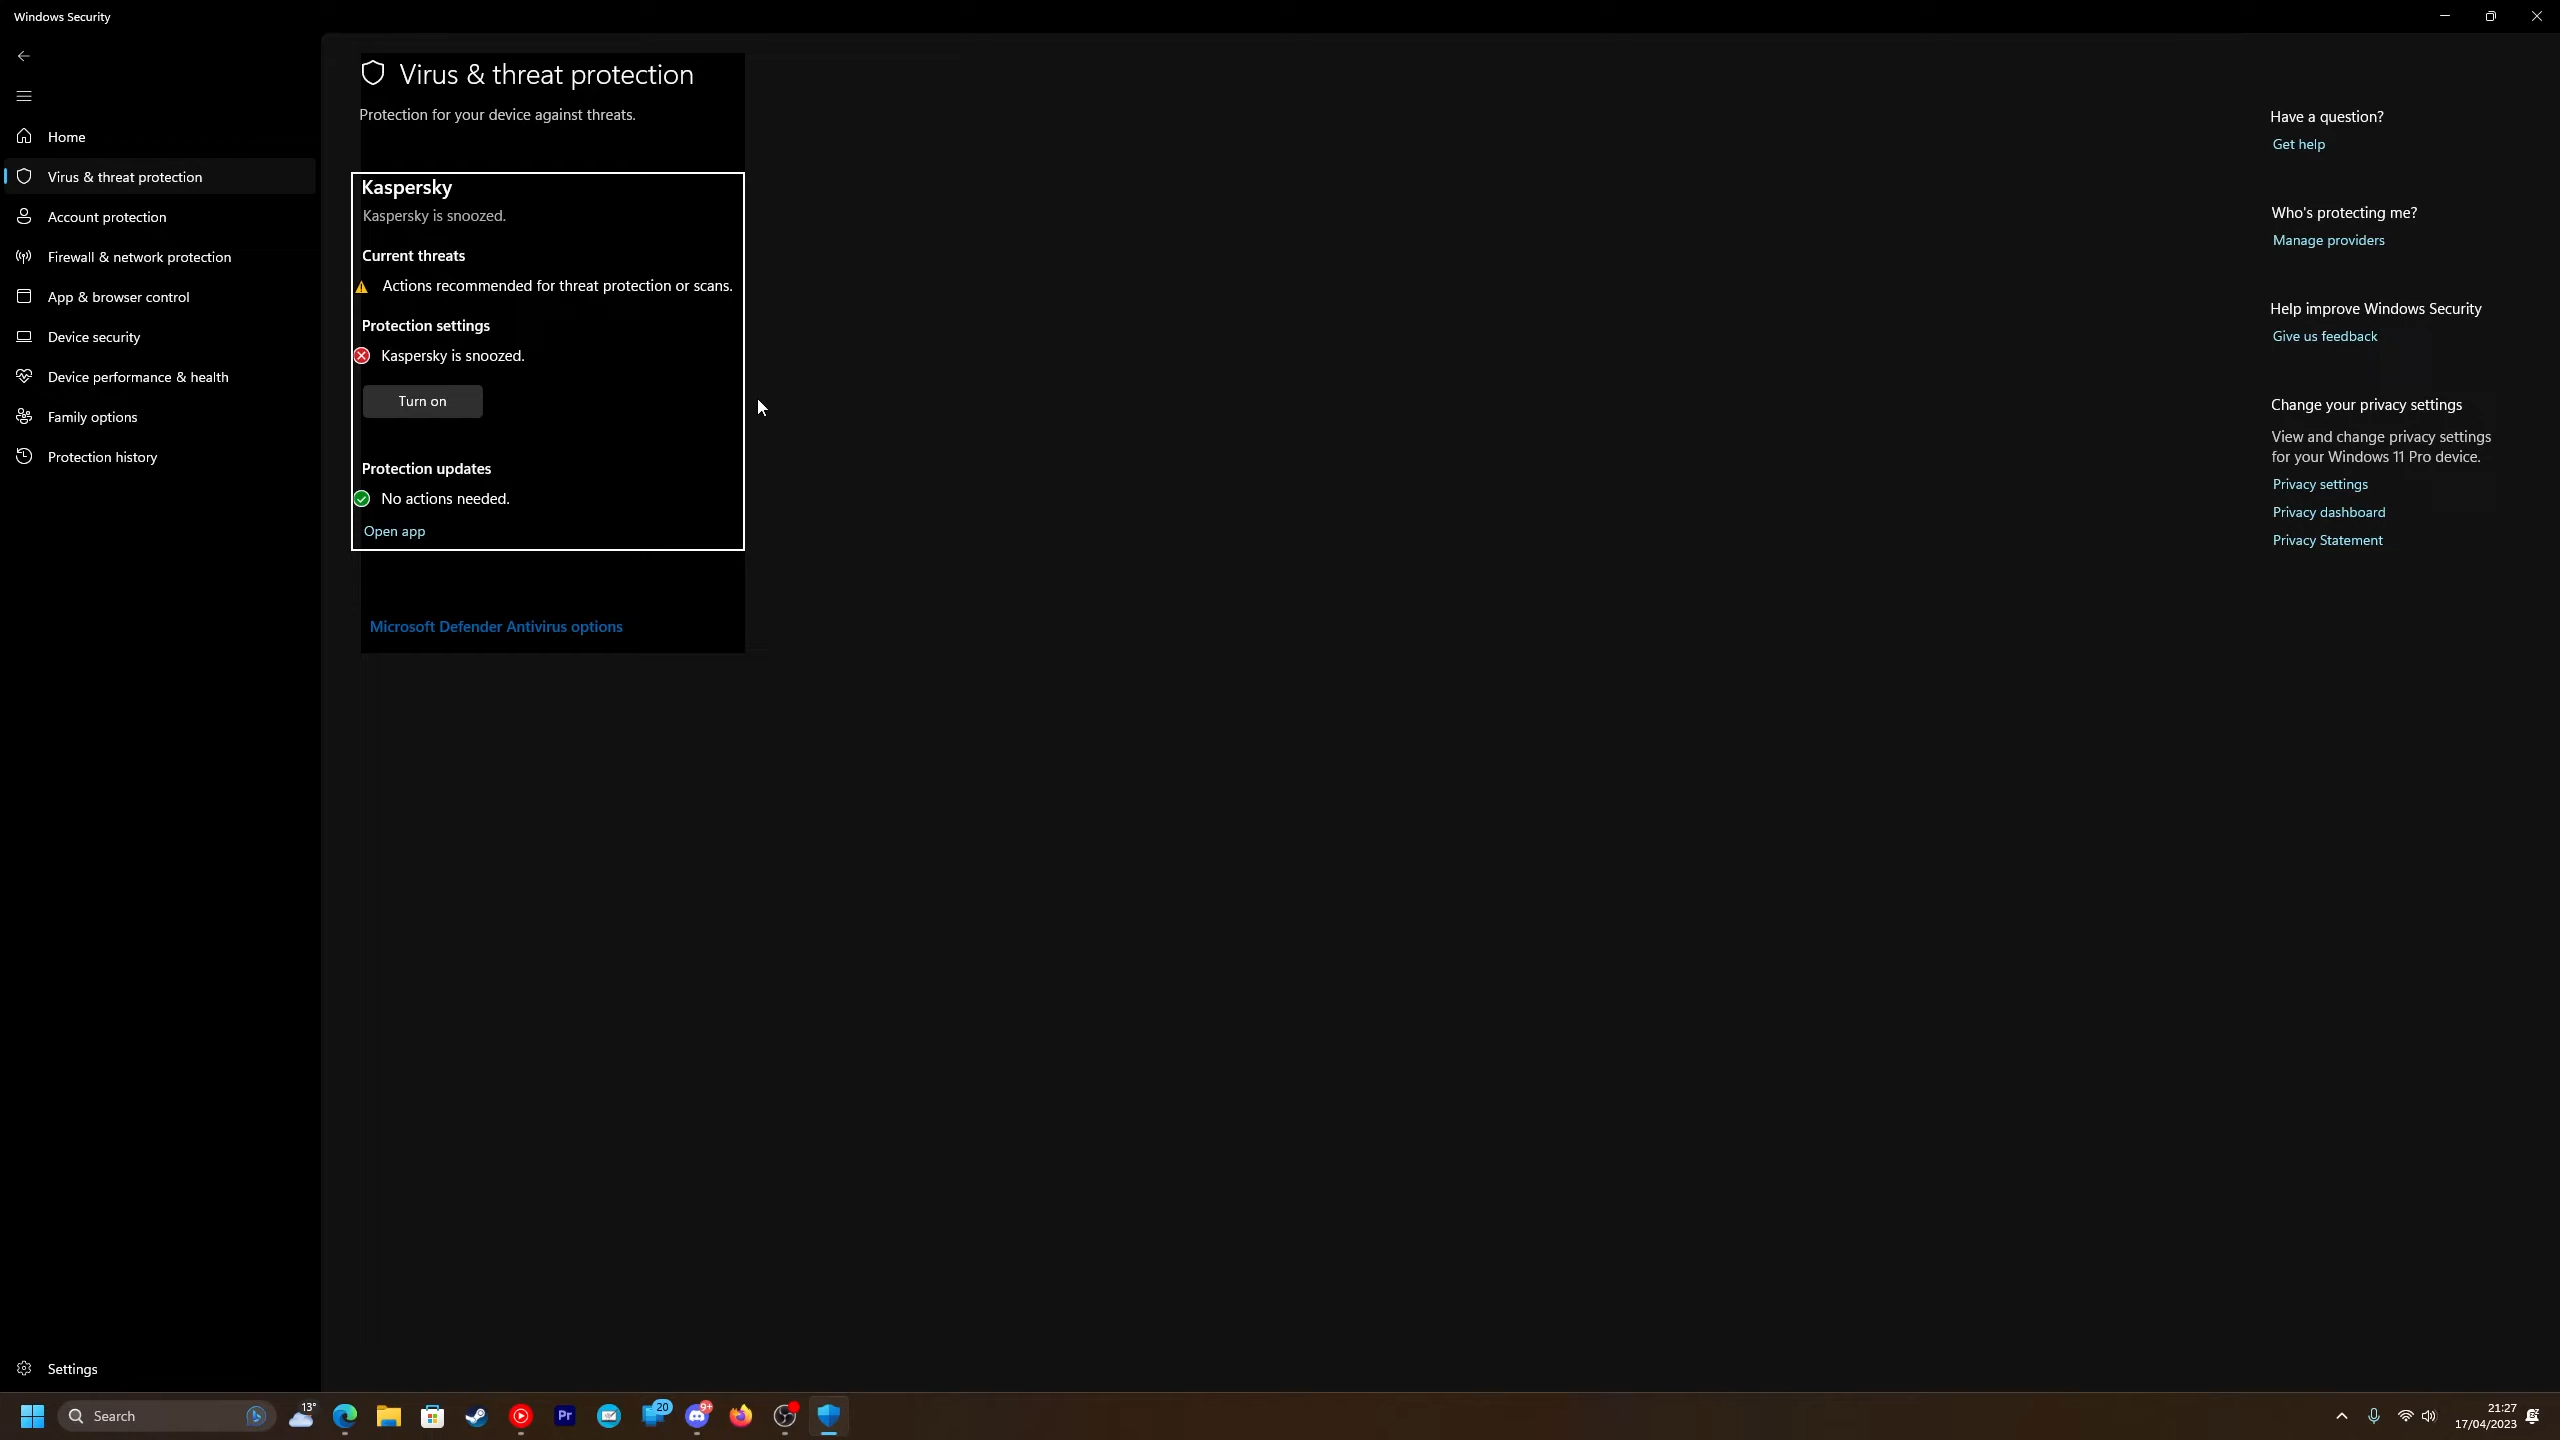 Windows Security
Home
Virus & threat protection
Account protection
Firewall & network protection
App & browser control
Device security
Device performance & health
Family options
Protection history
Settings
Virus & threat protection
Protection for your device against threats.
Kaspersky
Kaspersky is snoozed.
Current threats
Actions recommended for threat protection or scans.
Protection settings
Kaspersky is snoozed.
Turn on
Protection updates
No actions needed.
Open app
Microsoft Defender Antivirus options
Have a question?
Get help
Who's protecting me?
Manage providers
Help improve Windows Security
Give us feedback
Change your privacy settings
View and change privacy settings
for your Windows 11 Pro device.
Privacy settings
Privacy dashboard
Privacy Statement
Search
13°
Pr
20
9+
21:27
17/04/2023